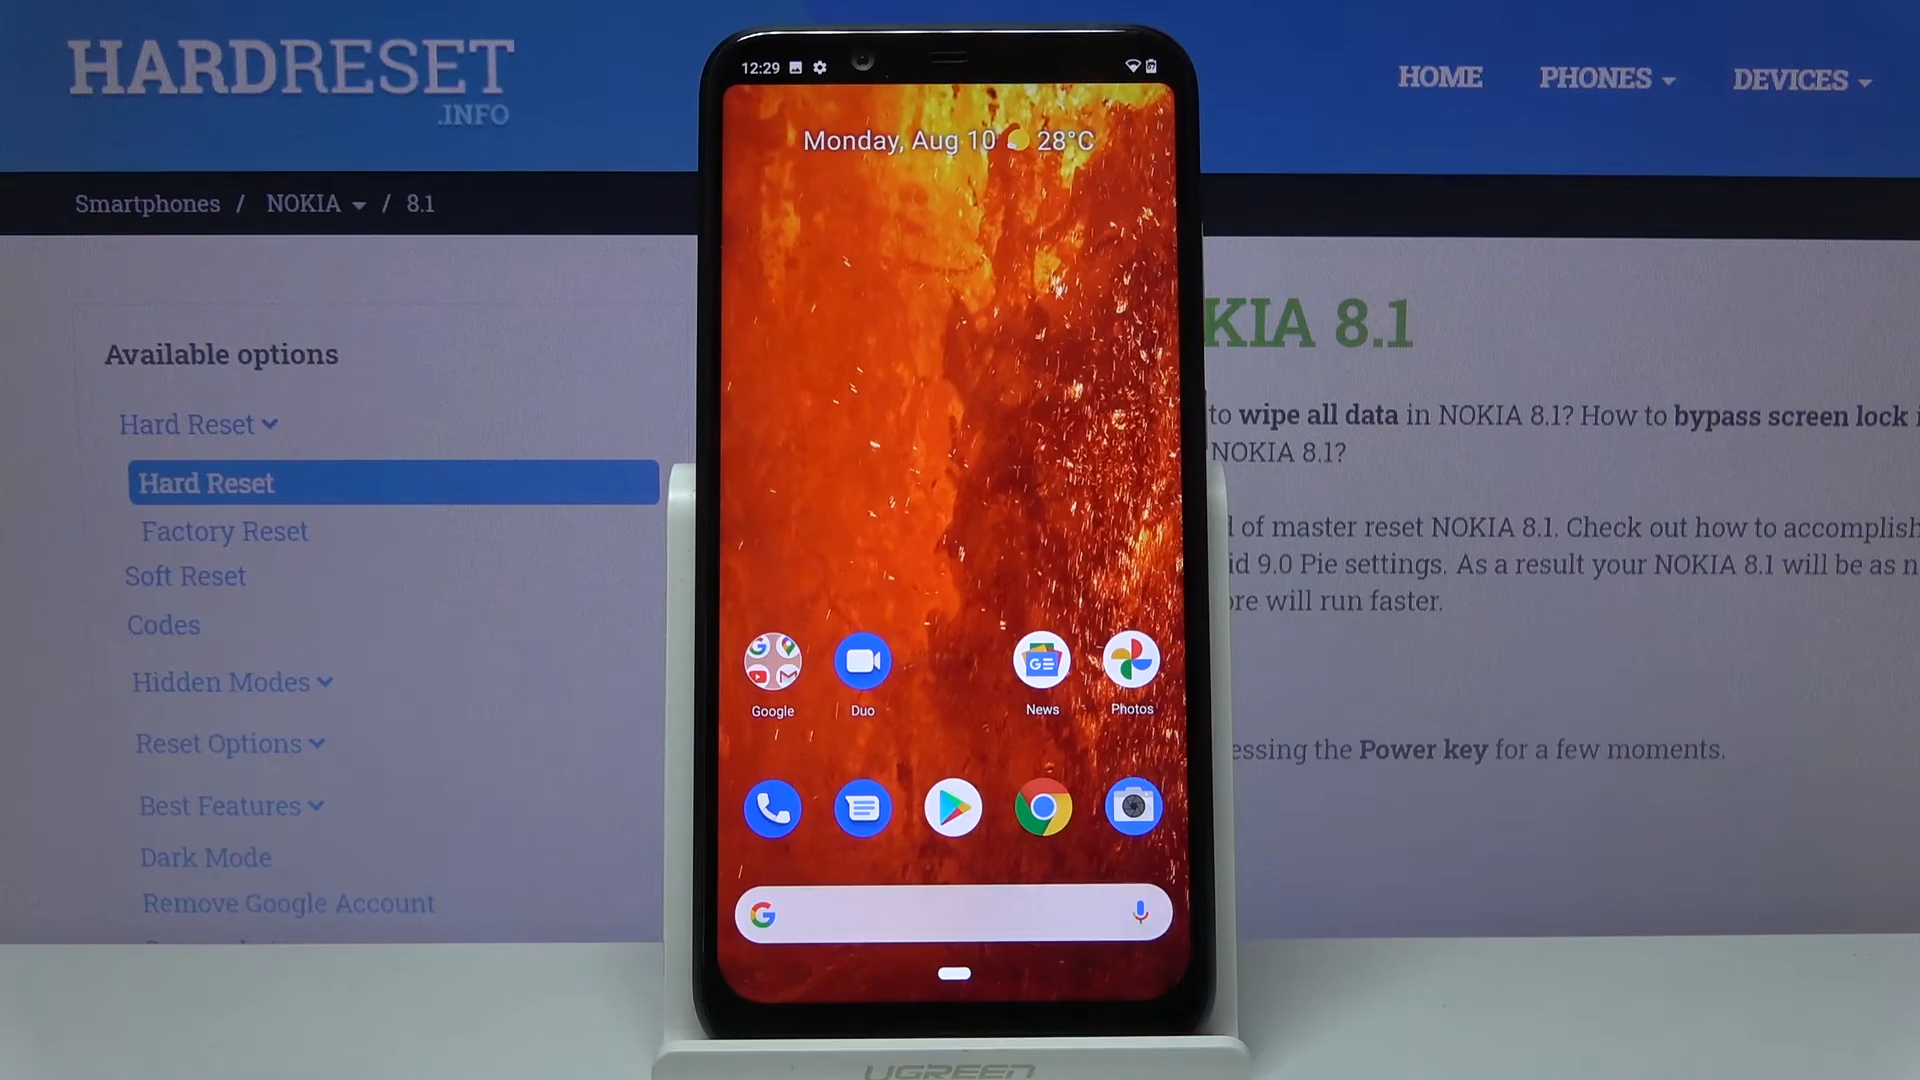 HARDRESET
.INFO
HOME PHONES DEVICES
Smartphones / NOKIA / 8.1
Available options
Hard Reset
Hard Reset
Factory Reset
Soft Reset
Codes
Hidden Modes
Reset Options
Best Features
Dark Mode
Remove Google Account
12:29
Monday, Aug 10 28°C
Google
Duo
News
Photos
UGREEN
KIA 8.1
to wipe all data in NOKIA 8.1? How to bypass screen lock
NOKIA 8.1?
of master reset NOKIA 8.1. Check out how to accomplish
9.0 Pie settings. As a result your NOKIA 8.1 will be as
will run faster.
essing the Power key for a few moments.